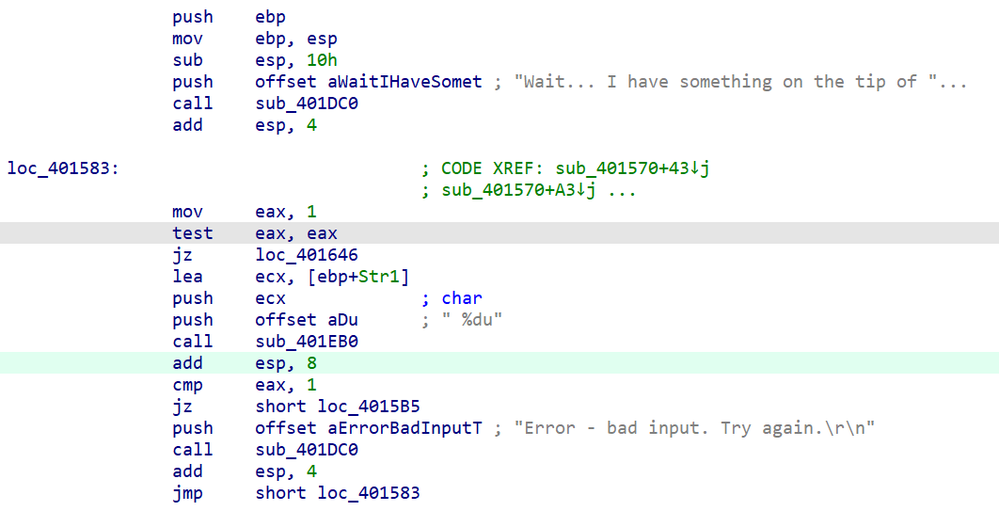 push    ebp
mov     ebp, esp
sub     esp, 10h
push    offset aWaitIHaveSomet ; "Wait... I have something on the tip of "...
call    sub_401DC0
add     esp, 4
loc_401583:                             ; CODE XREF: sub_401570+43↓j
; sub_401570+A3↓j ...
mov     eax, 1
test    eax, eax
jz      loc_401646
lea     ecx, [ebp+Str1]
push    ecx             ; char
push    offset aDu      ; " %du"
call    sub_401EB0
add     esp, 8
cmp     eax, 1
jz      short loc_4015B5
push    offset aErrorBadInputT ; "Error - bad input. Try again.\r\n"
call    sub_401DC0
add     esp, 4
jmp     short loc_401583